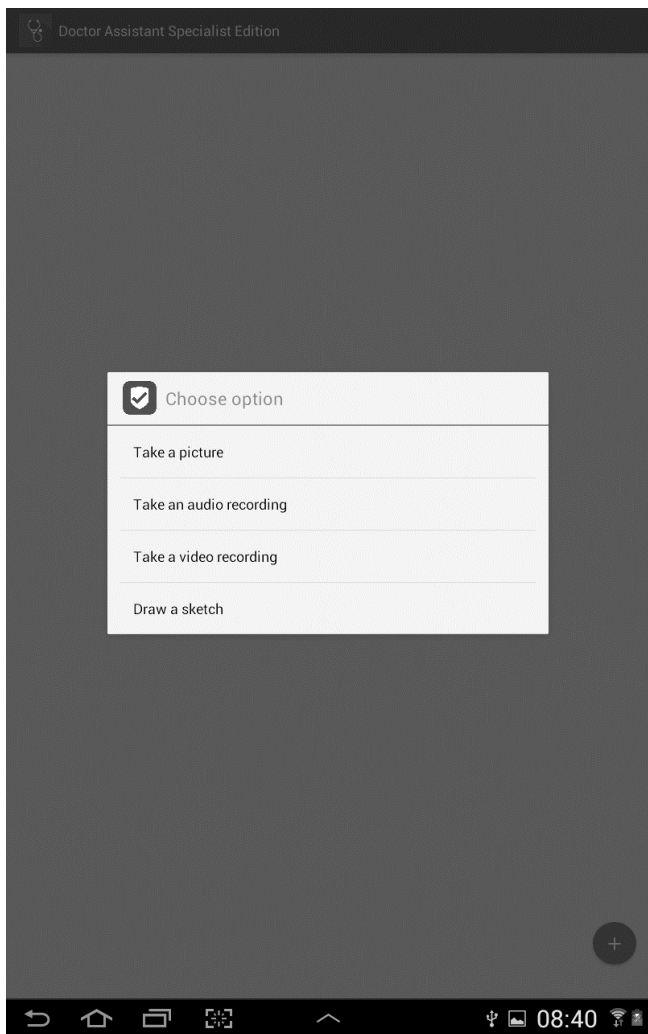 Doctor Assistant Specialist Edition
Choose option
Take a picture
Take an audio recording
Take a video recording
Draw a sketch
+
08:40